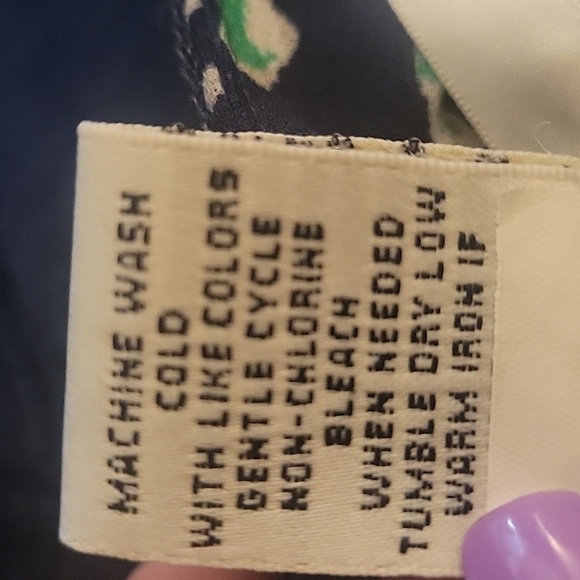 MACHINE WASH
COLD
WITH LIKE COLORS
GENTLE CYCLE
NON-CHLORINE
BLEACH
WHEN NEEDED
TUMBLE DRY LOW
WARM IRON IF